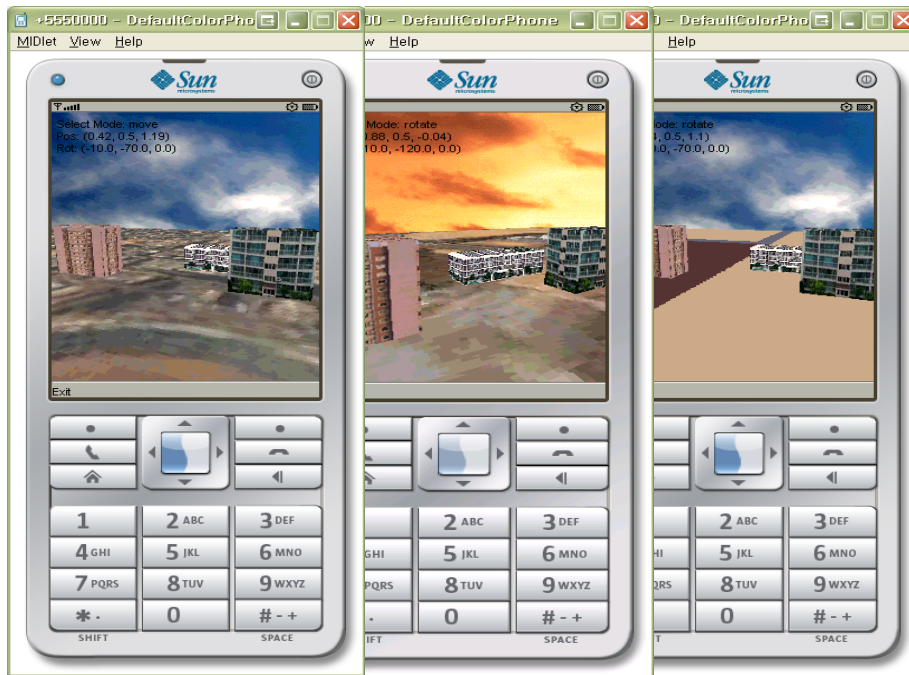 +5550000 - DefaultColorPho
MIDlet View Help
Sun
microsystems
Select Mode: move
Pos: (0.42, 0.5, 1.19)
Rot: (-10.0, -70.0, 0.0)
Exit
1
2 ABC
3 DEF
4 GHI
5 JKL
6 MNO
7 PQRS
8 TUV
9 WXYZ
* .
0
# - +
SHIFT
SPACE
00 - DefaultColorPhone
w Help
Sun
microsystems
Mode: rotate
.88, 0.5, -0.04)
10.0, -120.0, 0.0)
2 ABC
3 DEF
GHI
5 JKL
6 MNO
PQRS
8 TUV
9 WXYZ
.
0
# - +
IFT
SPACE
0 - DefaultColorPho
Help
Sun
microsystems
ode: rotate
, 0.5, 1.1)
.0, -70.0, 0.0)
2 ABC
3 DEF
HI
5 JKL
6 MNO
QRS
8 TUV
9 WXYZ
0
# - +
T
SPACE